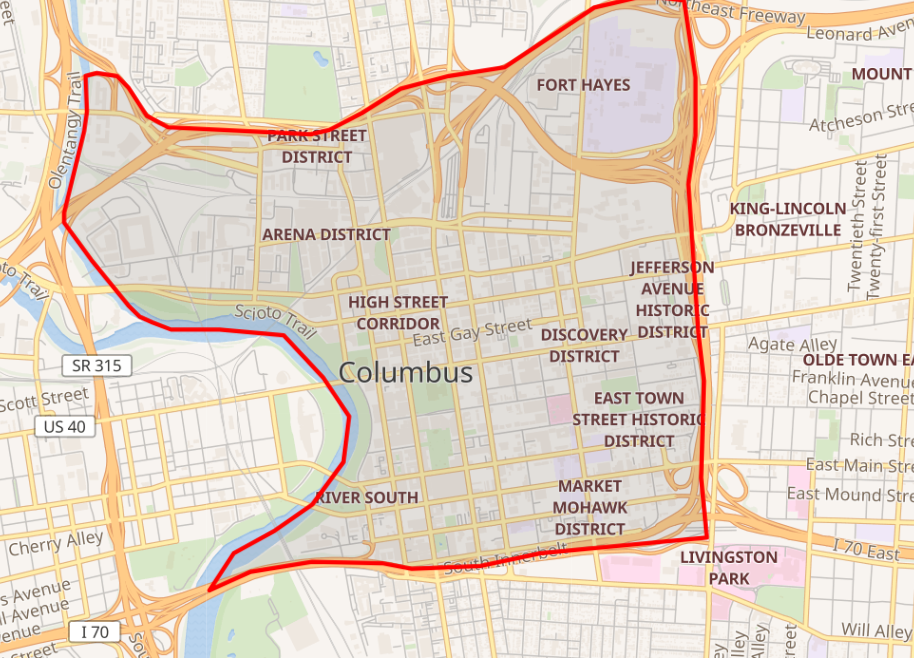 Northeast Freeway
Leonard Aven
FORT HAYES
MOUNT
Atcheson Stre
Olentangy Trail
PARK STREET
DISTRICT
Twentieth Street
Twenty-first Street
KING-LINCOLN
BRONZEVILLE
ARENA DISTRICT
JEFFERSON
AVENUE
HISTORIC
DISTRICT
oto Trail
HIGH STREET
CORRIDOR
Scioto Trail
East Gay Street
DISCOVERY
DISTRICT
Agate Alley
OLDE TOWN EA
SR 315
Columbus
Franklin Avenue
Chapel Street
Scott Street
EAST TOWN
STREET HISTORIC
DISTRICT
US 40
Rich Stre
East Main Stre
RIVER SOUTH
MARKET
MOHAWK
DISTRICT
East Mound Stre
Cherry Alley
South Innerbelt
I 70 East
LIVINGSTON
PARK
s Avenue
ll Avenue
enue
I 70
Will Alley
Street